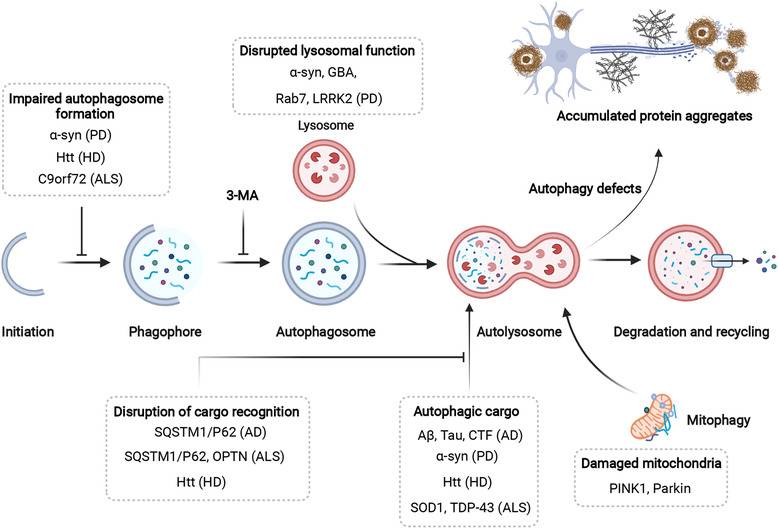 Disrupted lysosomal function
α-syn, GBA,
Rab7, LRRK2 (PD)
Lysosome
Impaired autophagosome
formation
α-syn (PD)
Htt (HD)
C9orf72 (ALS)
Accumulated protein aggregates
3-MA
Autophagy defects
Initiation
Phagophore
Autophagosome
Autolysosome
Degradation and recycling
Disruption of cargo recognition
SQSTM1/P62 (AD)
SQSTM1/P62, OPTN (ALS)
Htt (HD)
Autophagic cargo
Aβ, Tau, CTF (AD)
α-syn (PD)
Htt (HD)
SOD1, TDP-43 (ALS)
Mitophagy
Damaged mitochondria
PINK1, Parkin